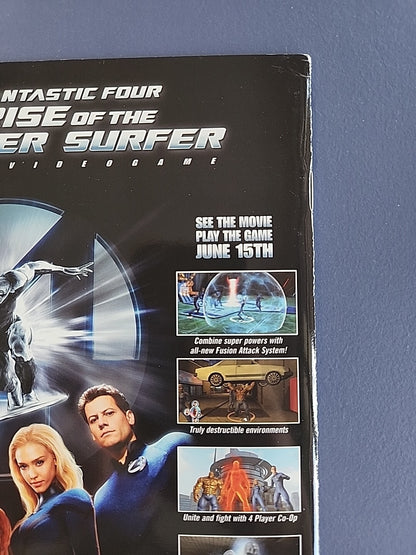 NTASTIC FOUR
RISE OF THE
ER SURFER
VIDEOGAME
SEE THE MOVIE
PLAY THE GAME
JUNE 15TH
Combine super powers with
all-new Fusion Attack System!
Truly destructible environments
Unite and fight with 4 Player Co-Op